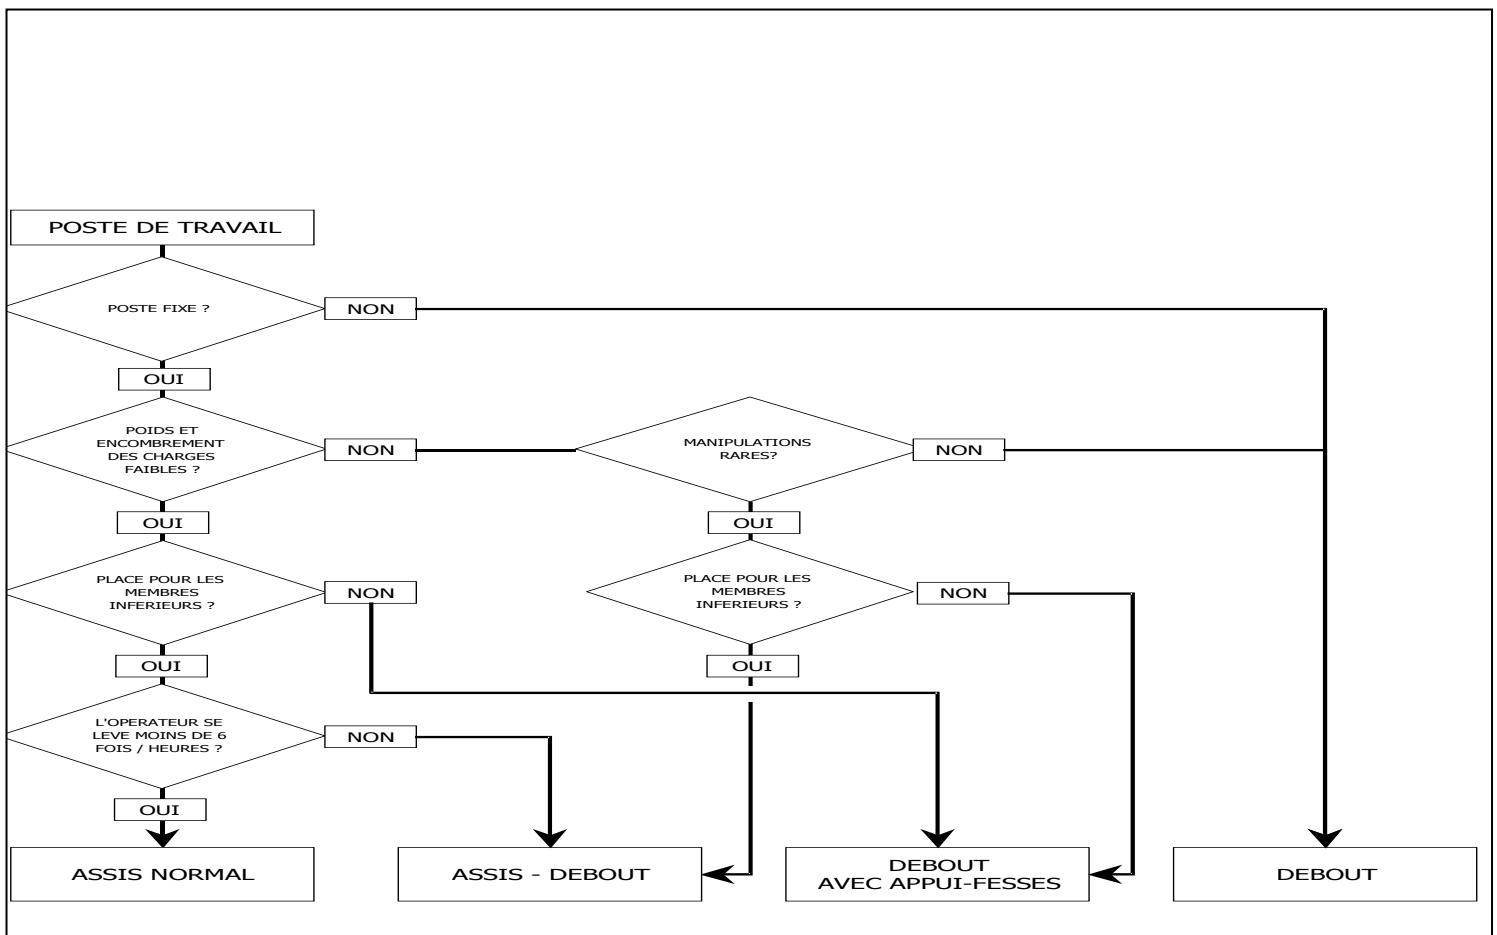 POSTE DE TRAVAIL
POSTE FIXE ?
NON
OUI
POIDS ET
ENCOMBREMENT
DES CHARGES
FAIBLES ?
NON
MANIPULATIONS
RARES?
NON
OUI
OUI
PLACE POUR LES
MEMBRES
INFERIEURS ?
NON
PLACE POUR LES
MEMBRES
INFERIEURS ?
NON
OUI
OUI
L'OPERATEUR SE
LEVE MOINS DE 6
FOIS / HEURES ?
NON
OUI
ASSIS NORMAL
ASSIS - DEBOUT
DEBOUT
AVEC APPUI-FESSES
DEBOUT